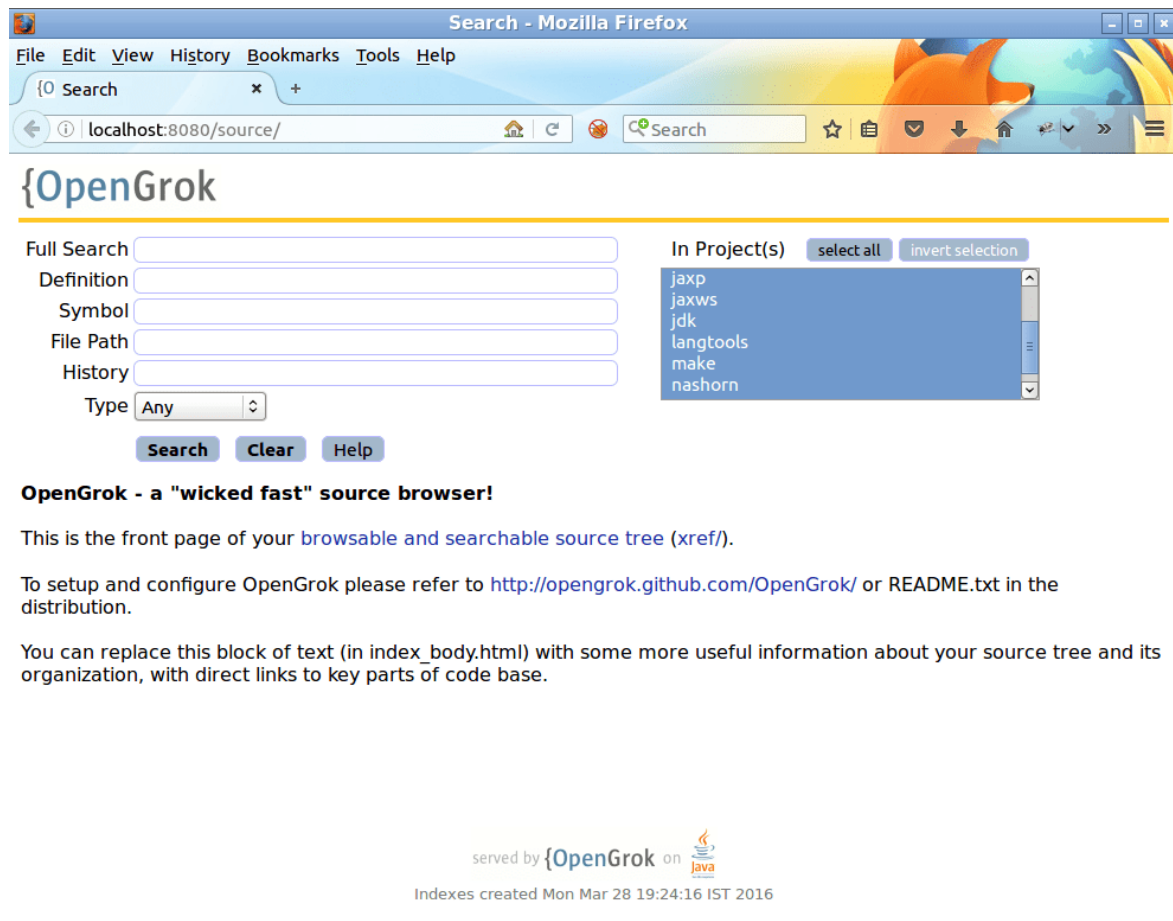 Search - Mozilla Firefox
File Edit View History Bookmarks Tools Help
{O Search × +
localhost:8080/source/ Search
{OpenGrok
Full Search
Definition
Symbol
File Path
History
Type Any
Search Clear Help
In Project(s) select all invert selection
jaxp
jaxws
jdk
langtools
make
nashorn
OpenGrok - a "wicked fast" source browser!
This is the front page of your browsable and searchable source tree (xref/).
To setup and configure OpenGrok please refer to http://opengrok.github.com/OpenGrok/ or README.txt in the
distribution.
You can replace this block of text (in index_body.html) with some more useful information about your source tree and its
organization, with direct links to key parts of code base.
served by {OpenGrok on Java
Indexes created Mon Mar 28 19:24:16 IST 2016